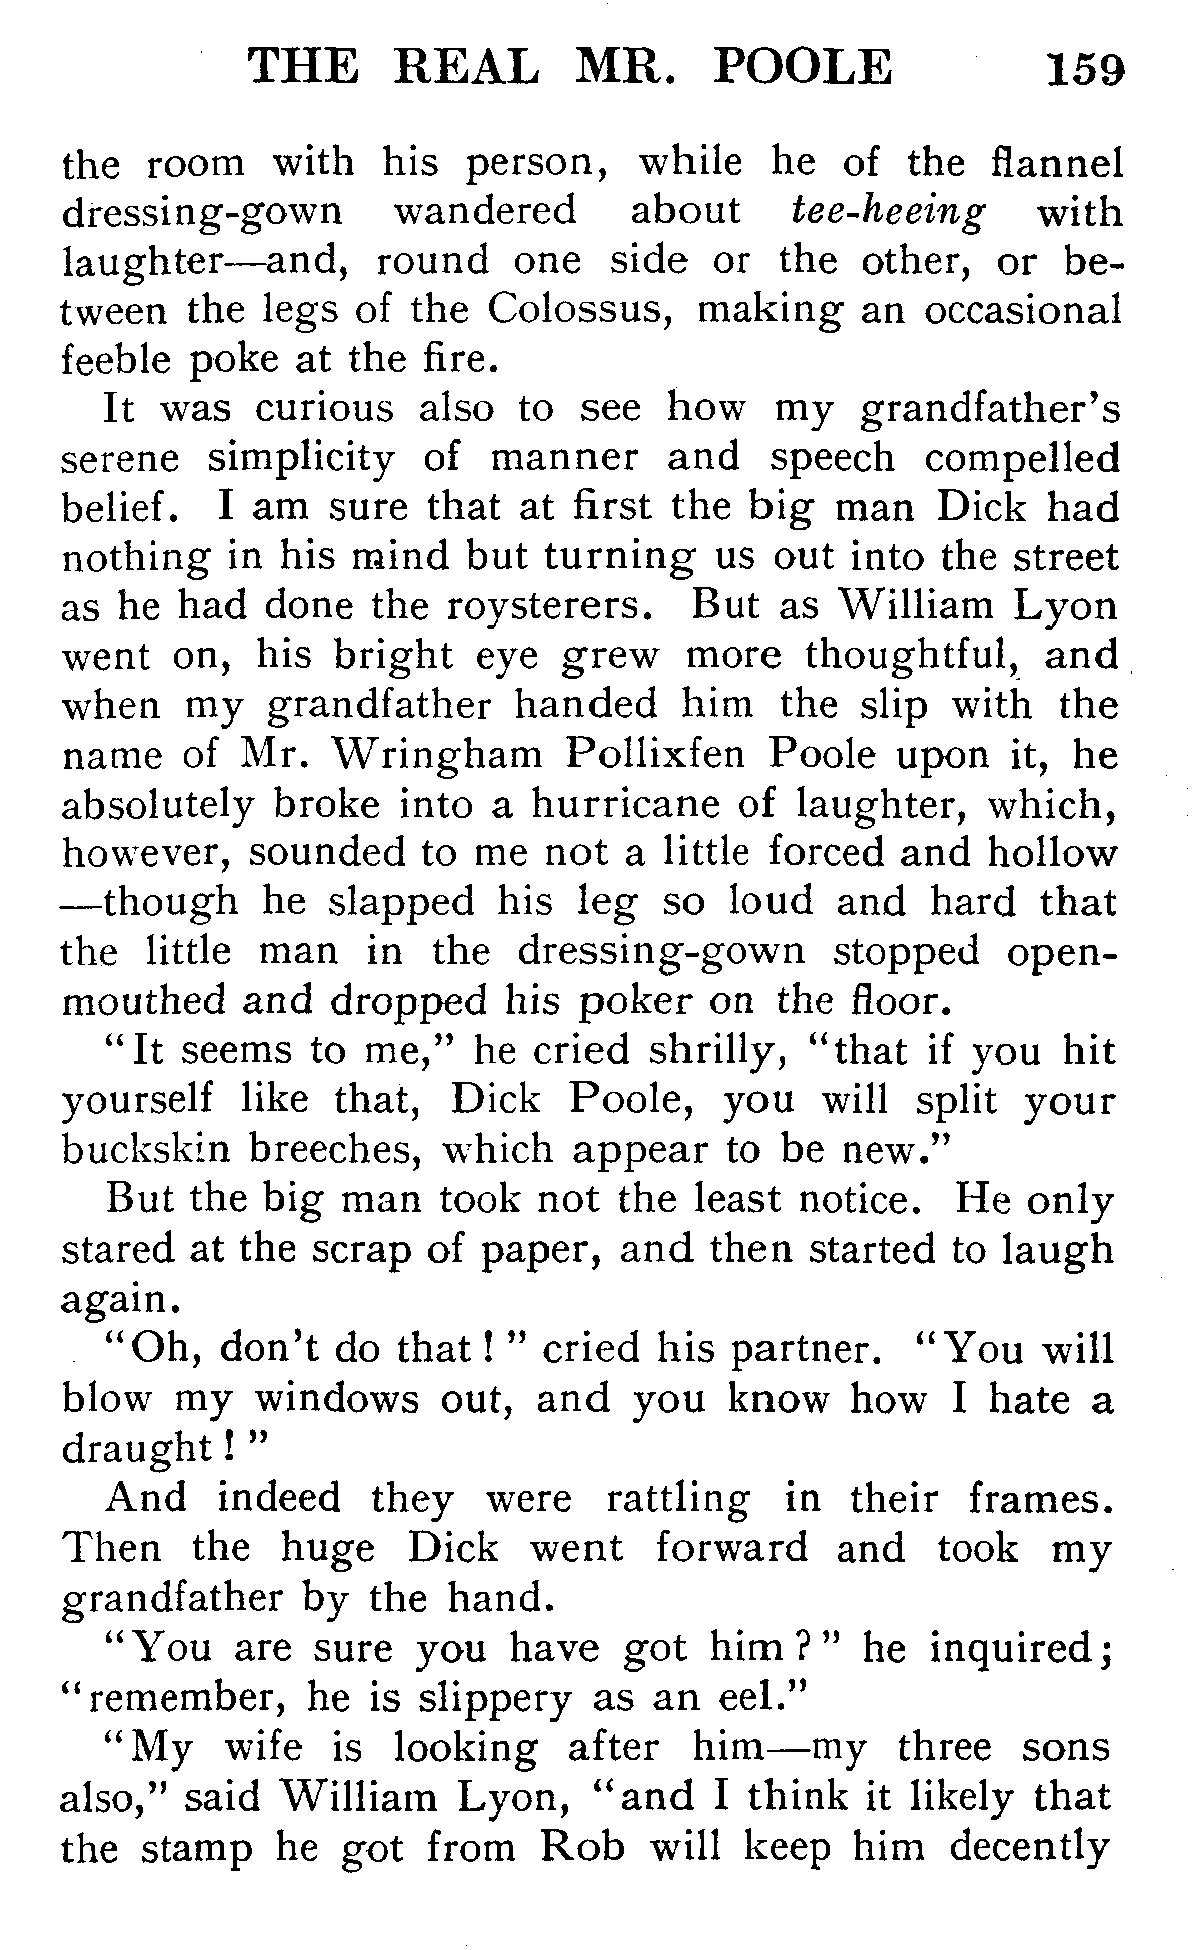 THE REAL MR. POOLE 159
the room with his person, while he of the flannel
dressing-gown wandered about tee-heeing with
laughter—and, round one side or the other, or be-
tween the legs of the Colossus, making an occasional
feeble poke at the fire.
It was curious also to see how my grandfather's
serene simplicity of manner and speech compelled
belief. I am sure that at first the big man Dick had
nothing in his mind but turning us out into the street
as he had done the roysterers. But as William Lyon
went on, his bright eye grew more thoughtful, and
when my grandfather handed him the slip with the
name of Mr. Wringham Pollixfen Poole upon it, he
absolutely broke into a hurricane of laughter, which,
however, sounded to me not a little forced and hollow
—though he slapped his leg so loud and hard that
the little man in the dressing-gown stopped open-
mouthed and dropped his poker on the floor.
"It seems to me," he cried shrilly, "that if you hit
yourself like that, Dick Poole, you will split your
buckskin breeches, which appear to be new."
But the big man took not the least notice. He only
stared at the scrap of paper, and then started to laugh
again.
"Oh, don't do that!" cried his partner. "You will
blow my windows out, and you know how I hate a
draught!"
And indeed they were rattling in their frames.
Then the huge Dick went forward and took my
grandfather by the hand.
"You are sure you have got him?" he inquired;
"remember, he is slippery as an eel."
"My wife is looking after him—my three sons
also," said William Lyon, "and I think it likely that
the stamp he got from Rob will keep him decently